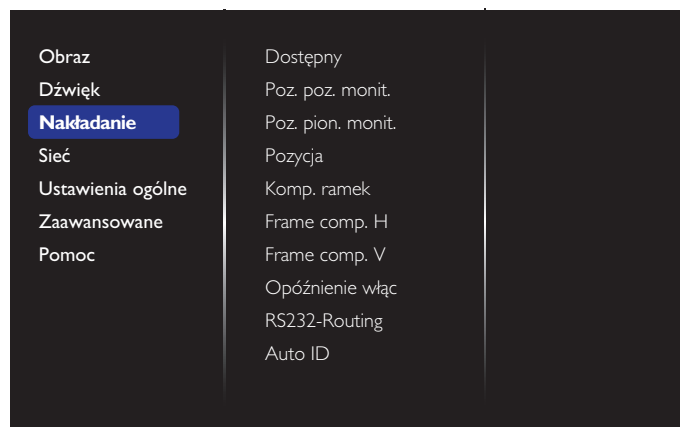 Obraz
Dźwięk
Nakładanie
Sieć
Ustawienia ogólne
Zaawansowane
Pomoc
Dostępny
Poz. poz. monit.
Poz. pion. monit.
Pozycja
Komp. ramek
Frame comp. H
Frame comp. V
Opóźnienie włąc
RS232-Routing
Auto ID